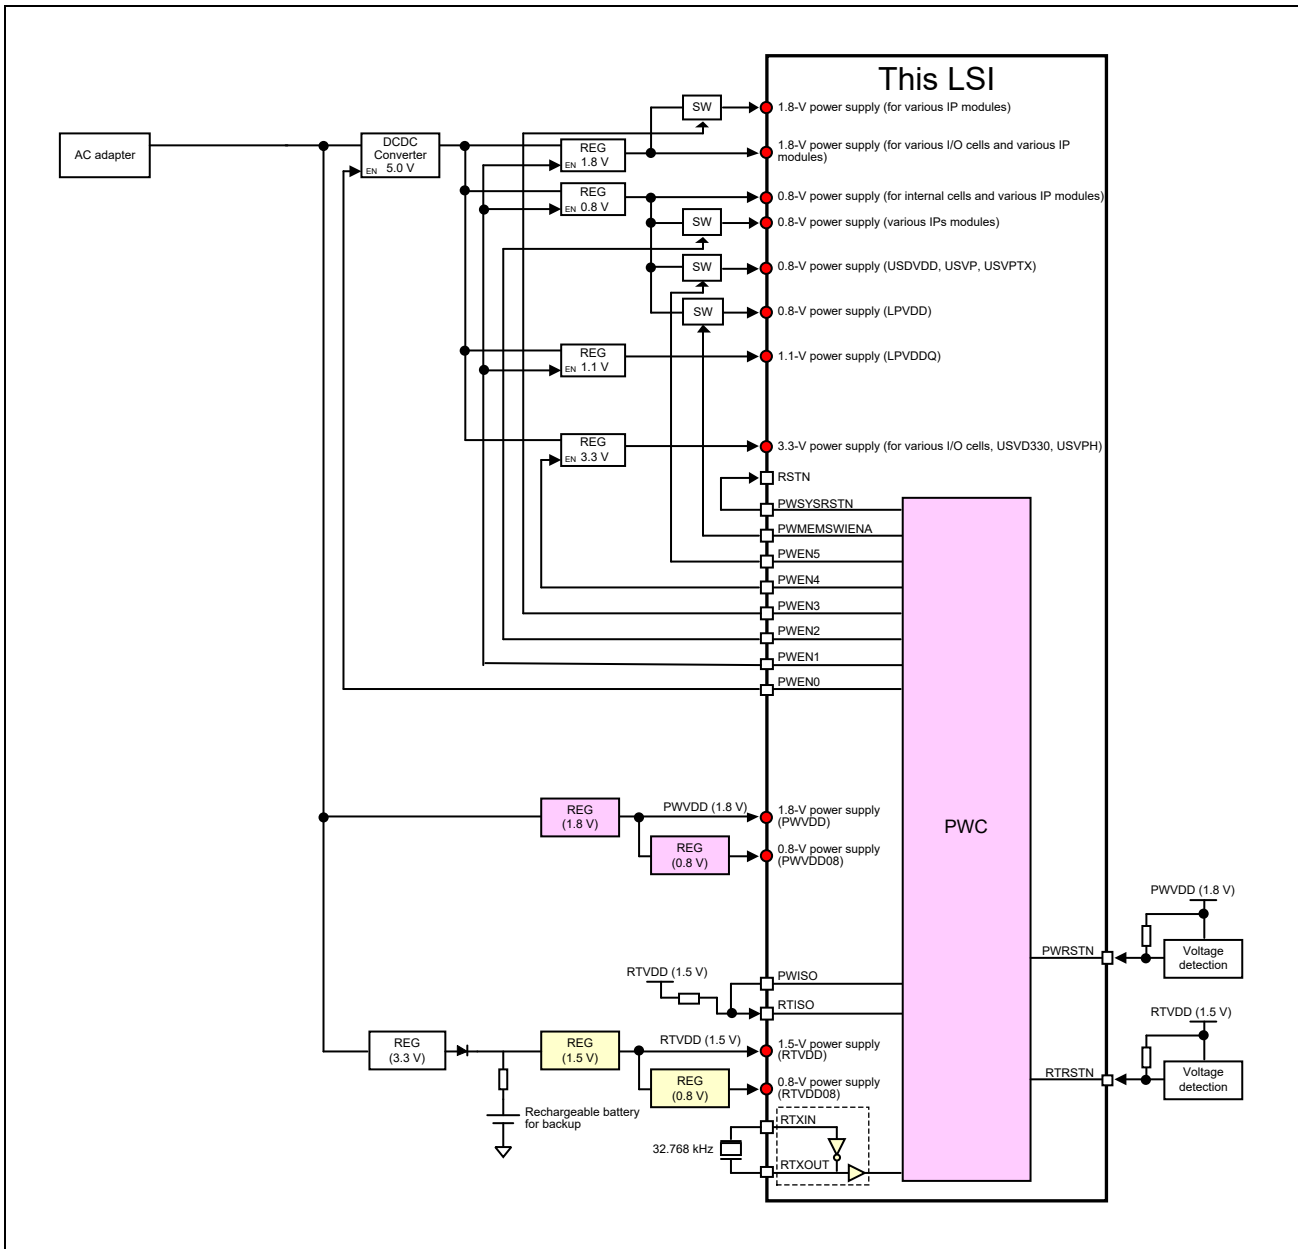 This LSI
AC adapter
DCDC
Converter
EN 5.0 V
SW
1.8-V power supply (for various IP modules)
REG
EN 1.8 V
1.8-V power supply (for various I/O cells and various IP
modules)
REG
EN 0.8 V
0.8-V power supply (for internal cells and various IP modules)
SW
0.8-V power supply (various IPs modules)
SW
0.8-V power supply (USDVDD, USVP, USVPTX)
SW
0.8-V power supply (LPVDD)
REG
EN 1.1 V
1.1-V power supply (LPVDDQ)
REG
EN 3.3 V
3.3-V power supply (for various I/O cells, USVD330, USVPH)
RSTN
PWSYSRSTN
PWMEMSWIENA
PWEN5
PWEN4
PWEN3
PWEN2
PWEN1
PWEN0
PWC
REG
(1.8 V)
PWVDD (1.8 V)
1.8-V power supply
(PWVDD)
REG
(0.8 V)
0.8-V power supply
(PWVDD08)
PWVDD (1.8 V)
PWRSTN
Voltage
detection
RTVDD (1.5 V)
PWISO
RTISO
RTVDD (1.5 V)
RTRSTN
Voltage
detection
REG
(3.3 V)
REG
(1.5 V)
RTVDD (1.5 V)
1.5-V power supply
(RTVDD)
REG
(0.8 V)
0.8-V power supply
(RTVDD08)
Rechargeable battery
for backup
32.768 kHz
RTXIN
RTXOUT